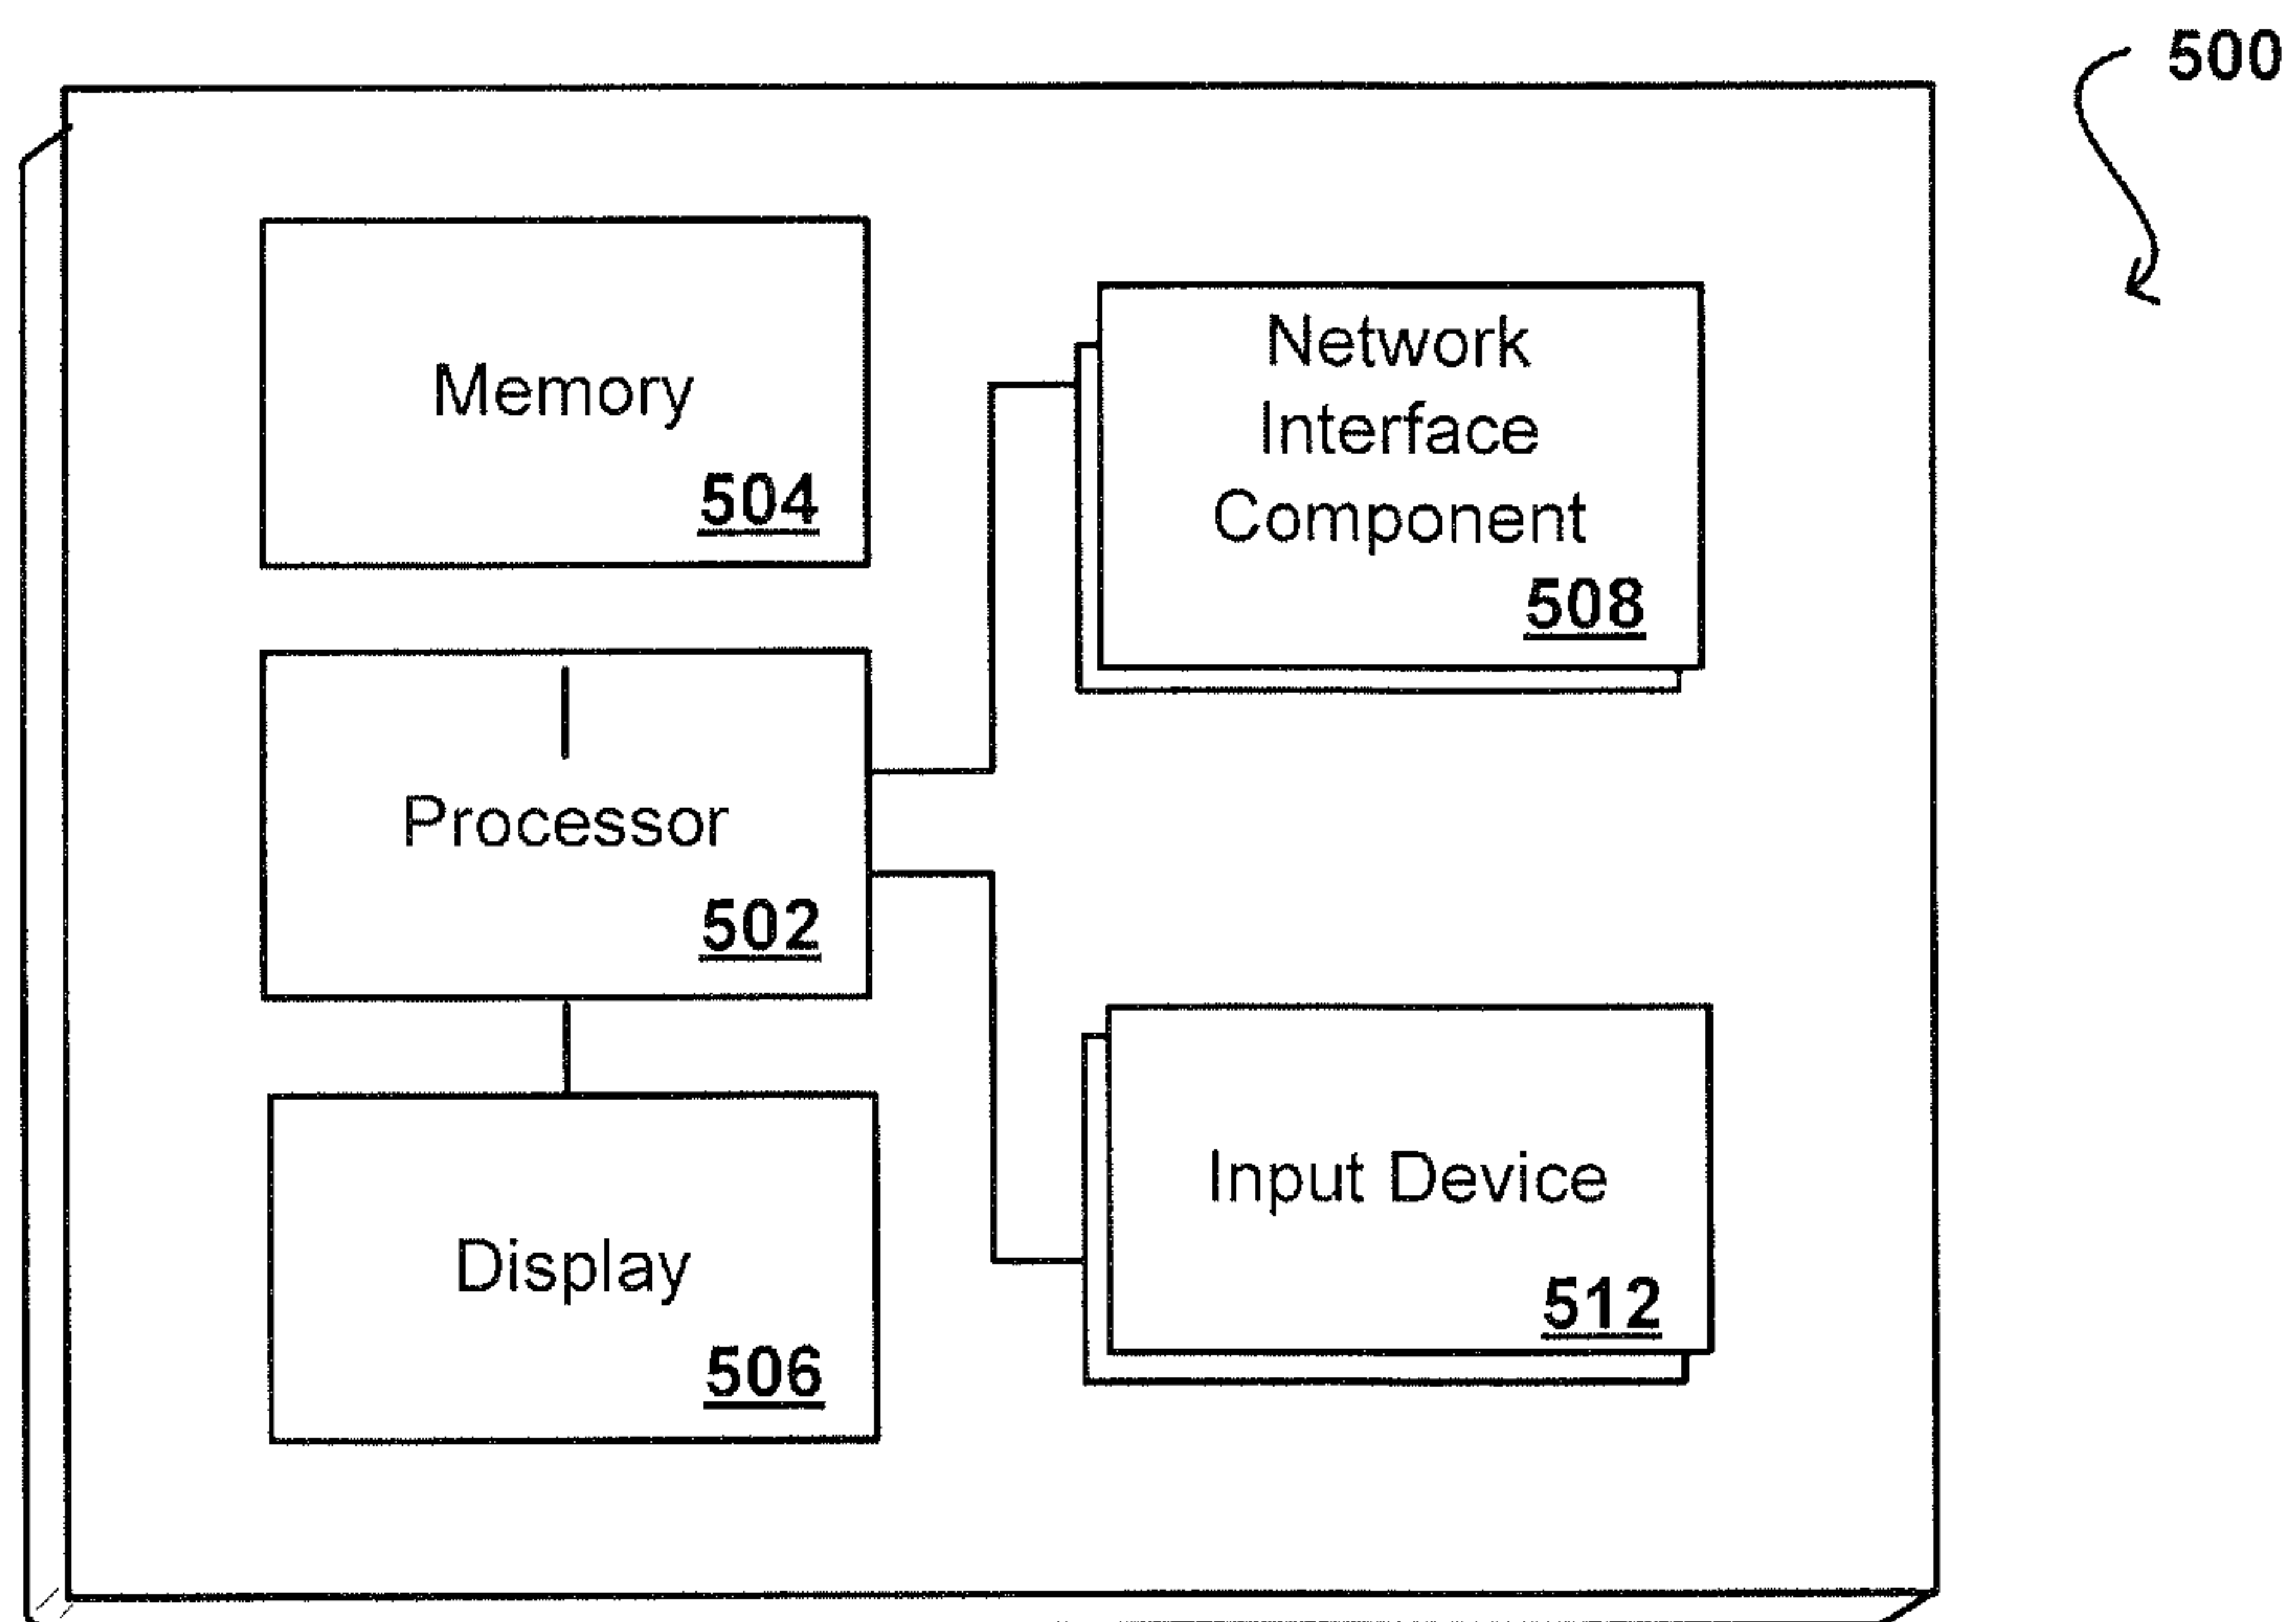 500
Memory
504
Network
Interface
Component
508
Processor
502
Display
506
Input Device
512